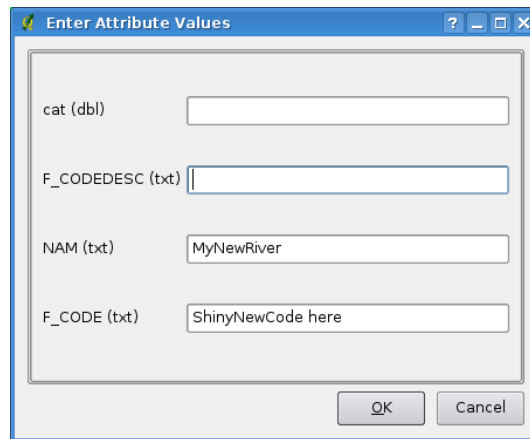 Enter Attribute Values
cat (dbl)
F_CODEDESC (txt)
NAM (txt) MyNewRiver
F_CODE (txt) ShinyNewCode here
OK Cancel